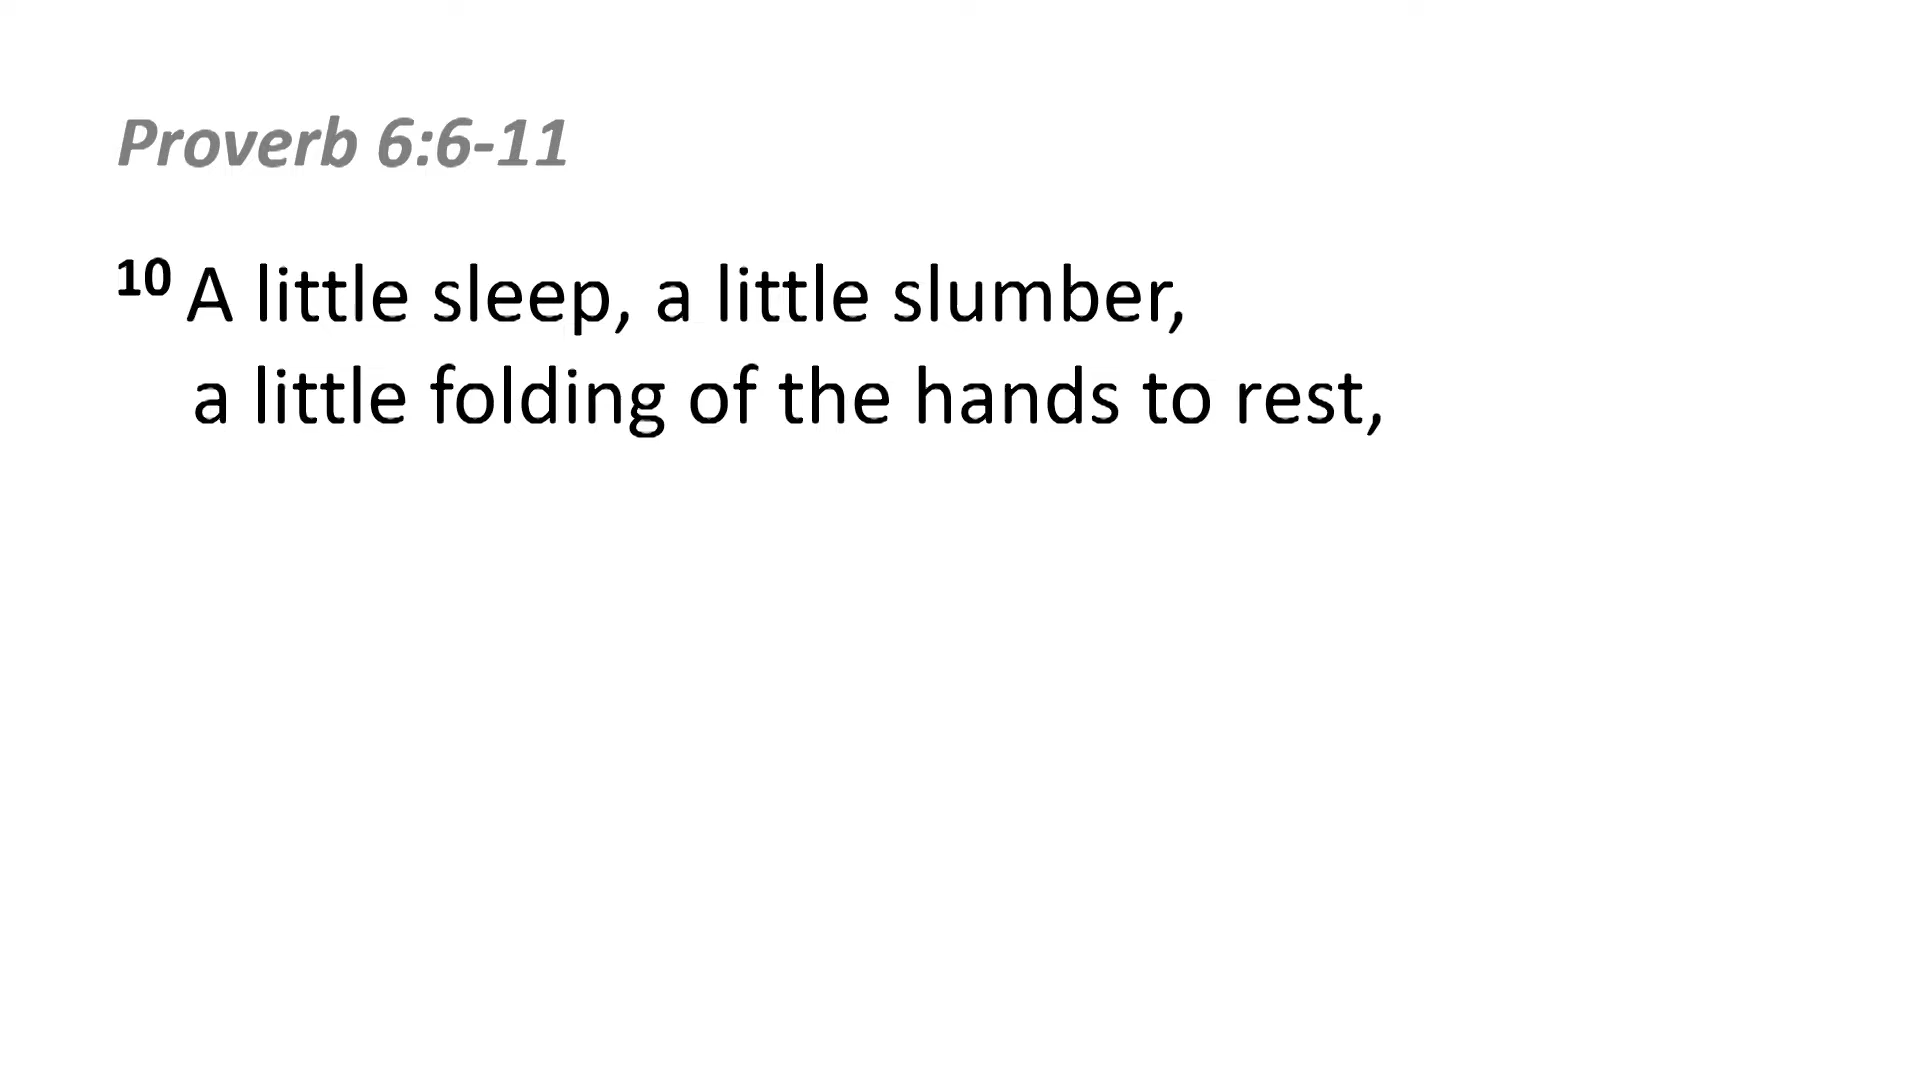 Proverb 6:6-11
10 A little sleep, a little slumber,
a little folding of the hands to rest,